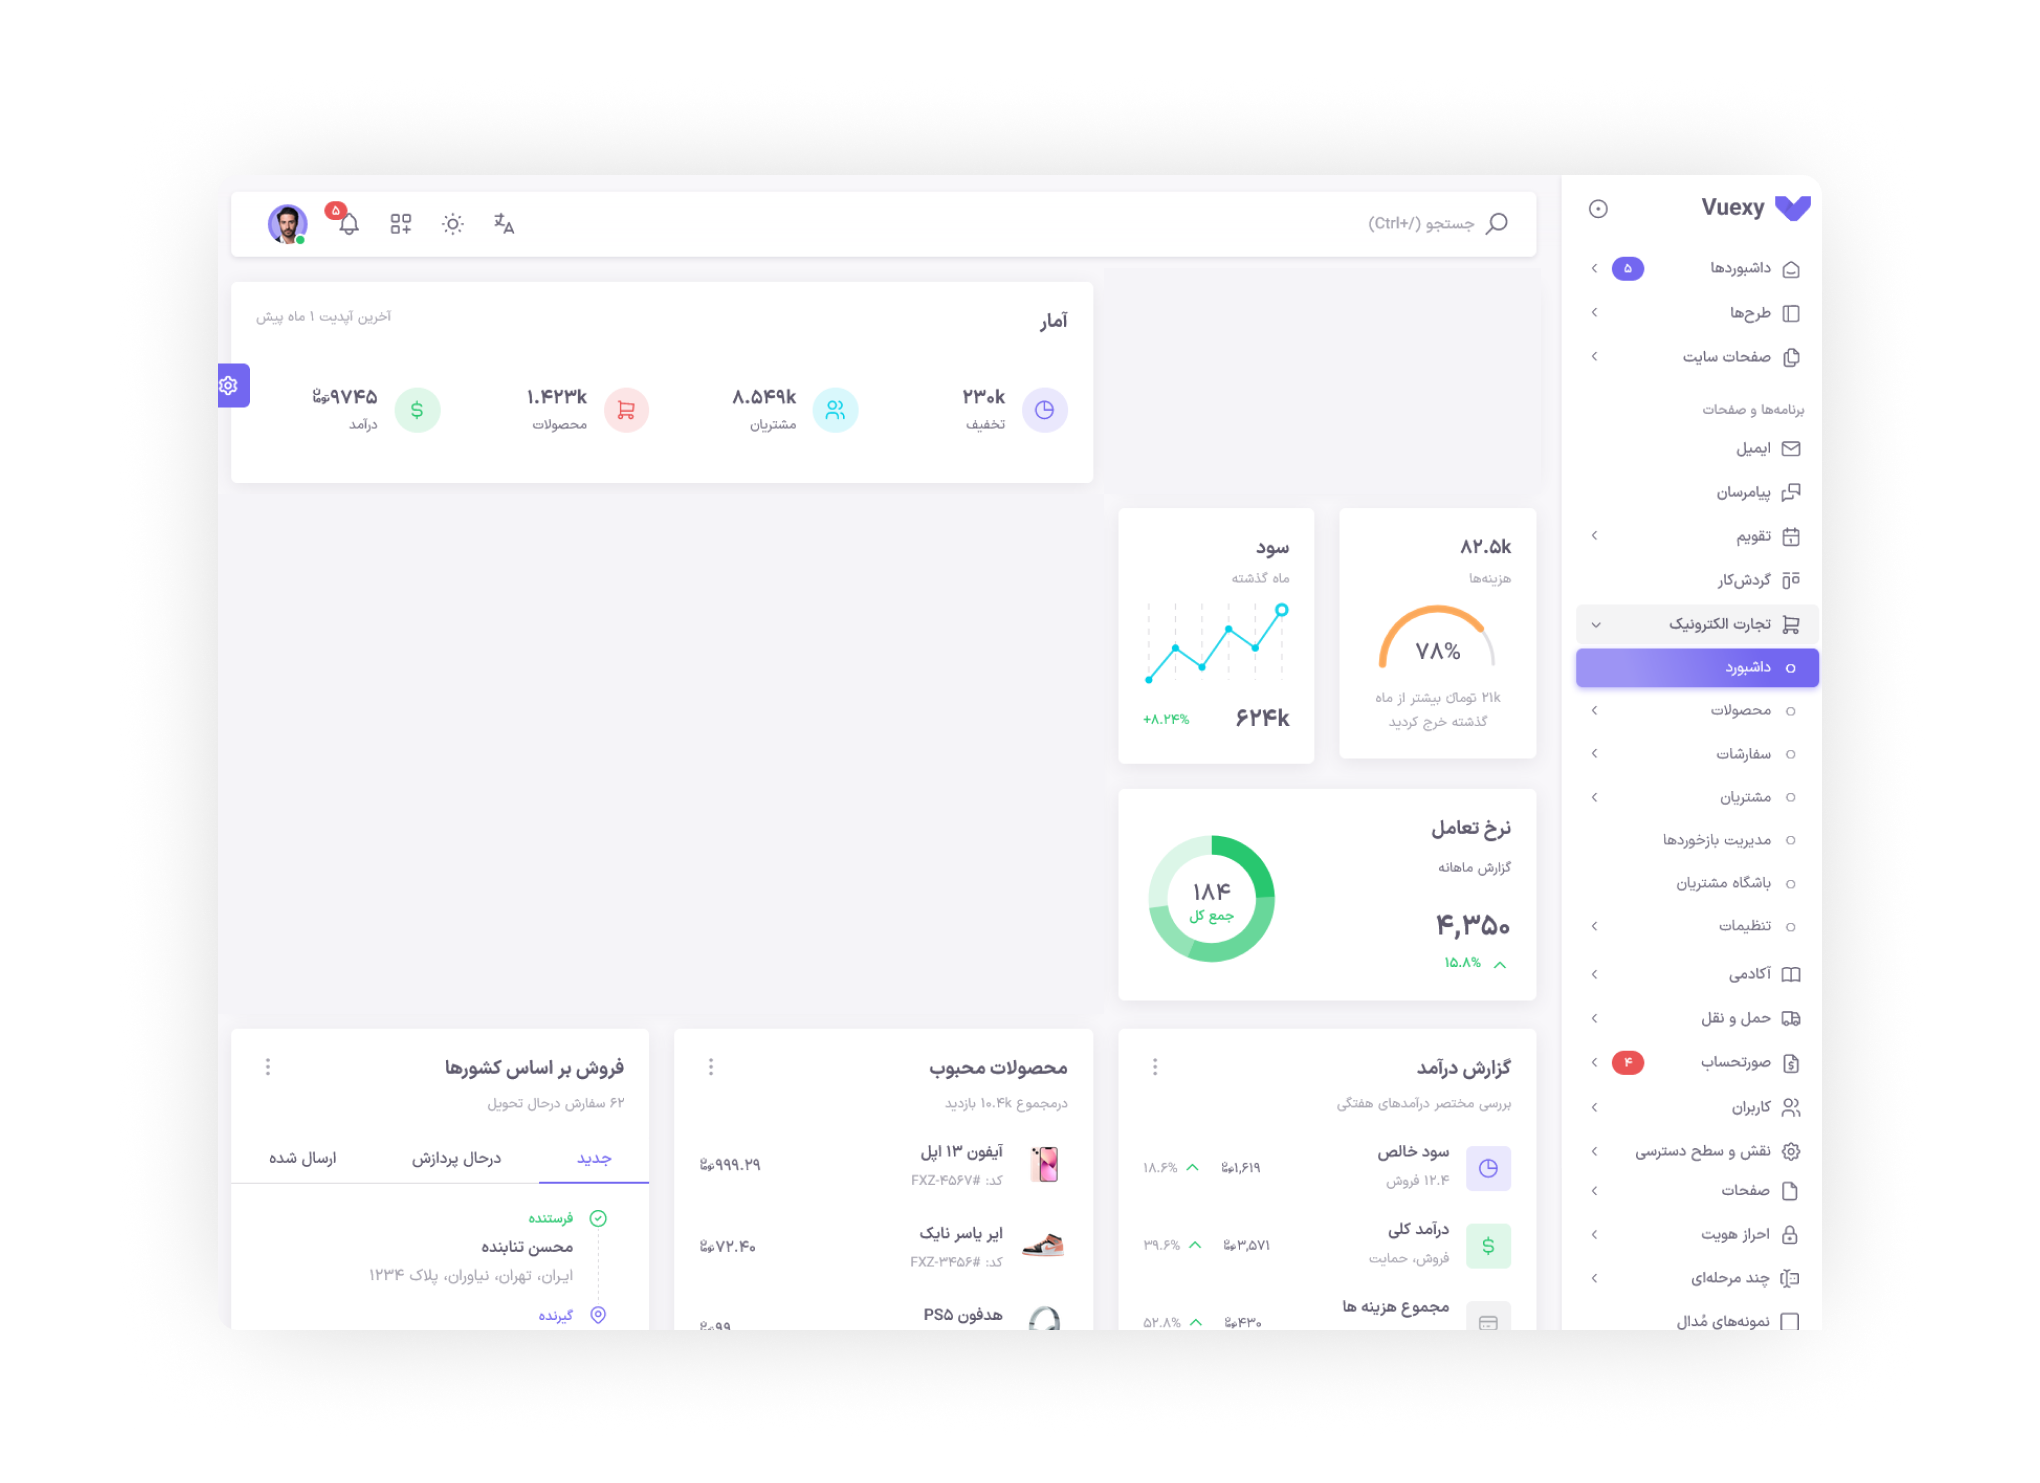 Vuexy
داشبوردها
۵
طرح‌ها
صفحات سایت
برنامه‌ها و صفحات
ایمیل
پیامرسان
تقویم
گردش‌کار
تجارت الکترونیک
داشبورد
محصولات
سفارشات
مشتریان
مدیریت بازخوردها
باشگاه مشتریان
تنظیمات
آکادمی
حمل و نقل
صورتحساب
۴
کاربران
نقش و سطح دسترسی
صفحات
احراز هویت
چند مرحله‌ای
نمونه‌های مُدال
جستجو (Ctrl+/)
۵
آمار
آخرین آپدیت ۱ ماه پیش
۲۳۰k
تخفیف
۸.۵۴۹k
مشتریان
۱.۴۲۳k
محصولات
۹۷۴۵تومان
درآمد
۸۲.۵k
هزینه‌ها
۷۸%
۲۱k تومان بیشتر از ماه
گذشته خرج کردید
سود
ماه گذشته
۶۲۴k
+۸.۲۴%
نرخ تعامل
گزارش ماهانه
۴,۳۵۰
۱۵.۸%
۱۸۴
جمع کل
گزارش درآمد
بررسی مختصر درآمدهای هفتگی
سود خالص
۱۲.۴ فروش
۱,۶۱۹تومان
۱۸.۶%
درآمد کلی
فروش، حمایت
۳,۵۷۱تومان
۳۹.۶%
مجموع هزینه ها
۴۳۰تومان
۵۲.۸%
محصولات محبوب
درمجموع ۱۰.۴k بازدید
آیفون ۱۳ اپل
کد: #FXZ-۴۵۶۷
۹۹۹.۲۹تومان
ایر یاسر نایک
کد: #FXZ-۳۴۵۶
۷۲.۴۰تومان
هدفون PS۵
۹۹تومان
فروش بر اساس کشورها
۶۲ سفارش درحال تحویل
جدید
درحال پردازش
ارسال شده
فرستنده
محسن تنابنده
ایران، تهران، نیاوران، پلاک ۱۲۳۴
گیرنده